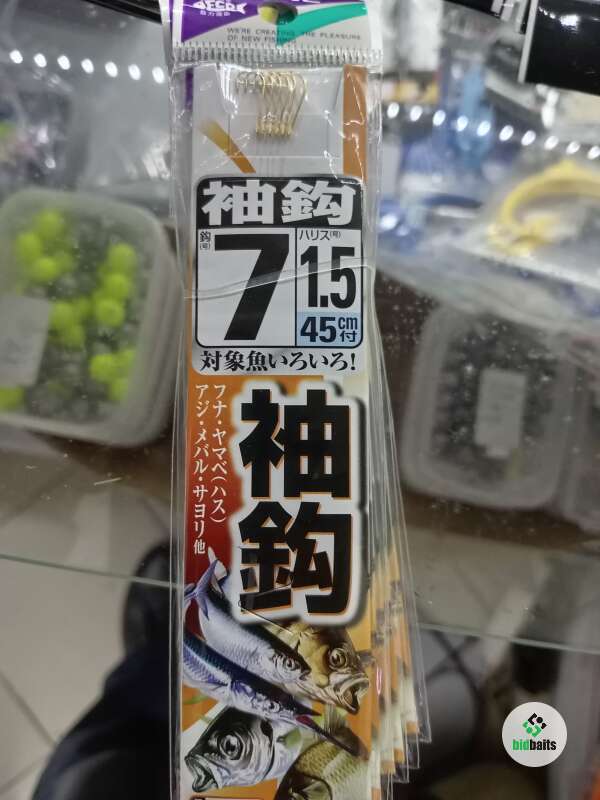 WE'RE CREATING THE PLEASURE
OF NEW FISHING
袖鈎
鈎(号)
7
ハリス(号)
1.5
45cm付
対象魚いろいろ!
フナ・ヤマベ(ハス)
アジ・メバル・サヨリ他
袖鈎
bidbaits